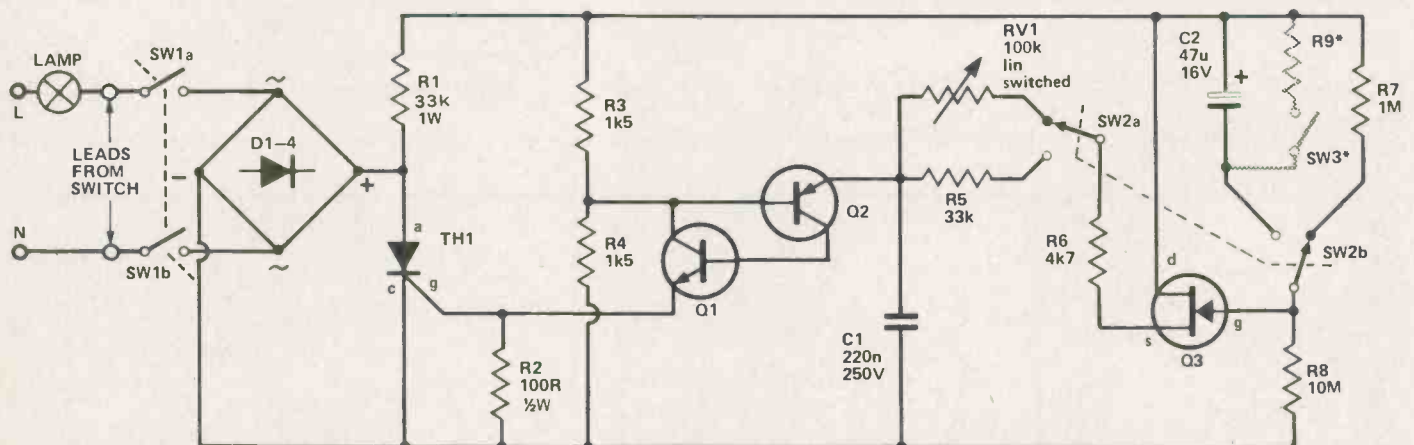 LAMP
L
SW1a
LEADS
FROM
SWITCH
N
SW1b
~
D1–4
−
+
~
R1
33k
1W
a
TH1
c
g
R2
100R
½W
R3
1k5
R4
1k5
Q1
Q2
RV1
100k
lin
switched
R5
33k
C1
220n
250V
SW2a
R6
4k7
d
s
g
Q3
C2
47u
16V
+
R9*
SW3*
R7
1M
SW2b
R8
10M